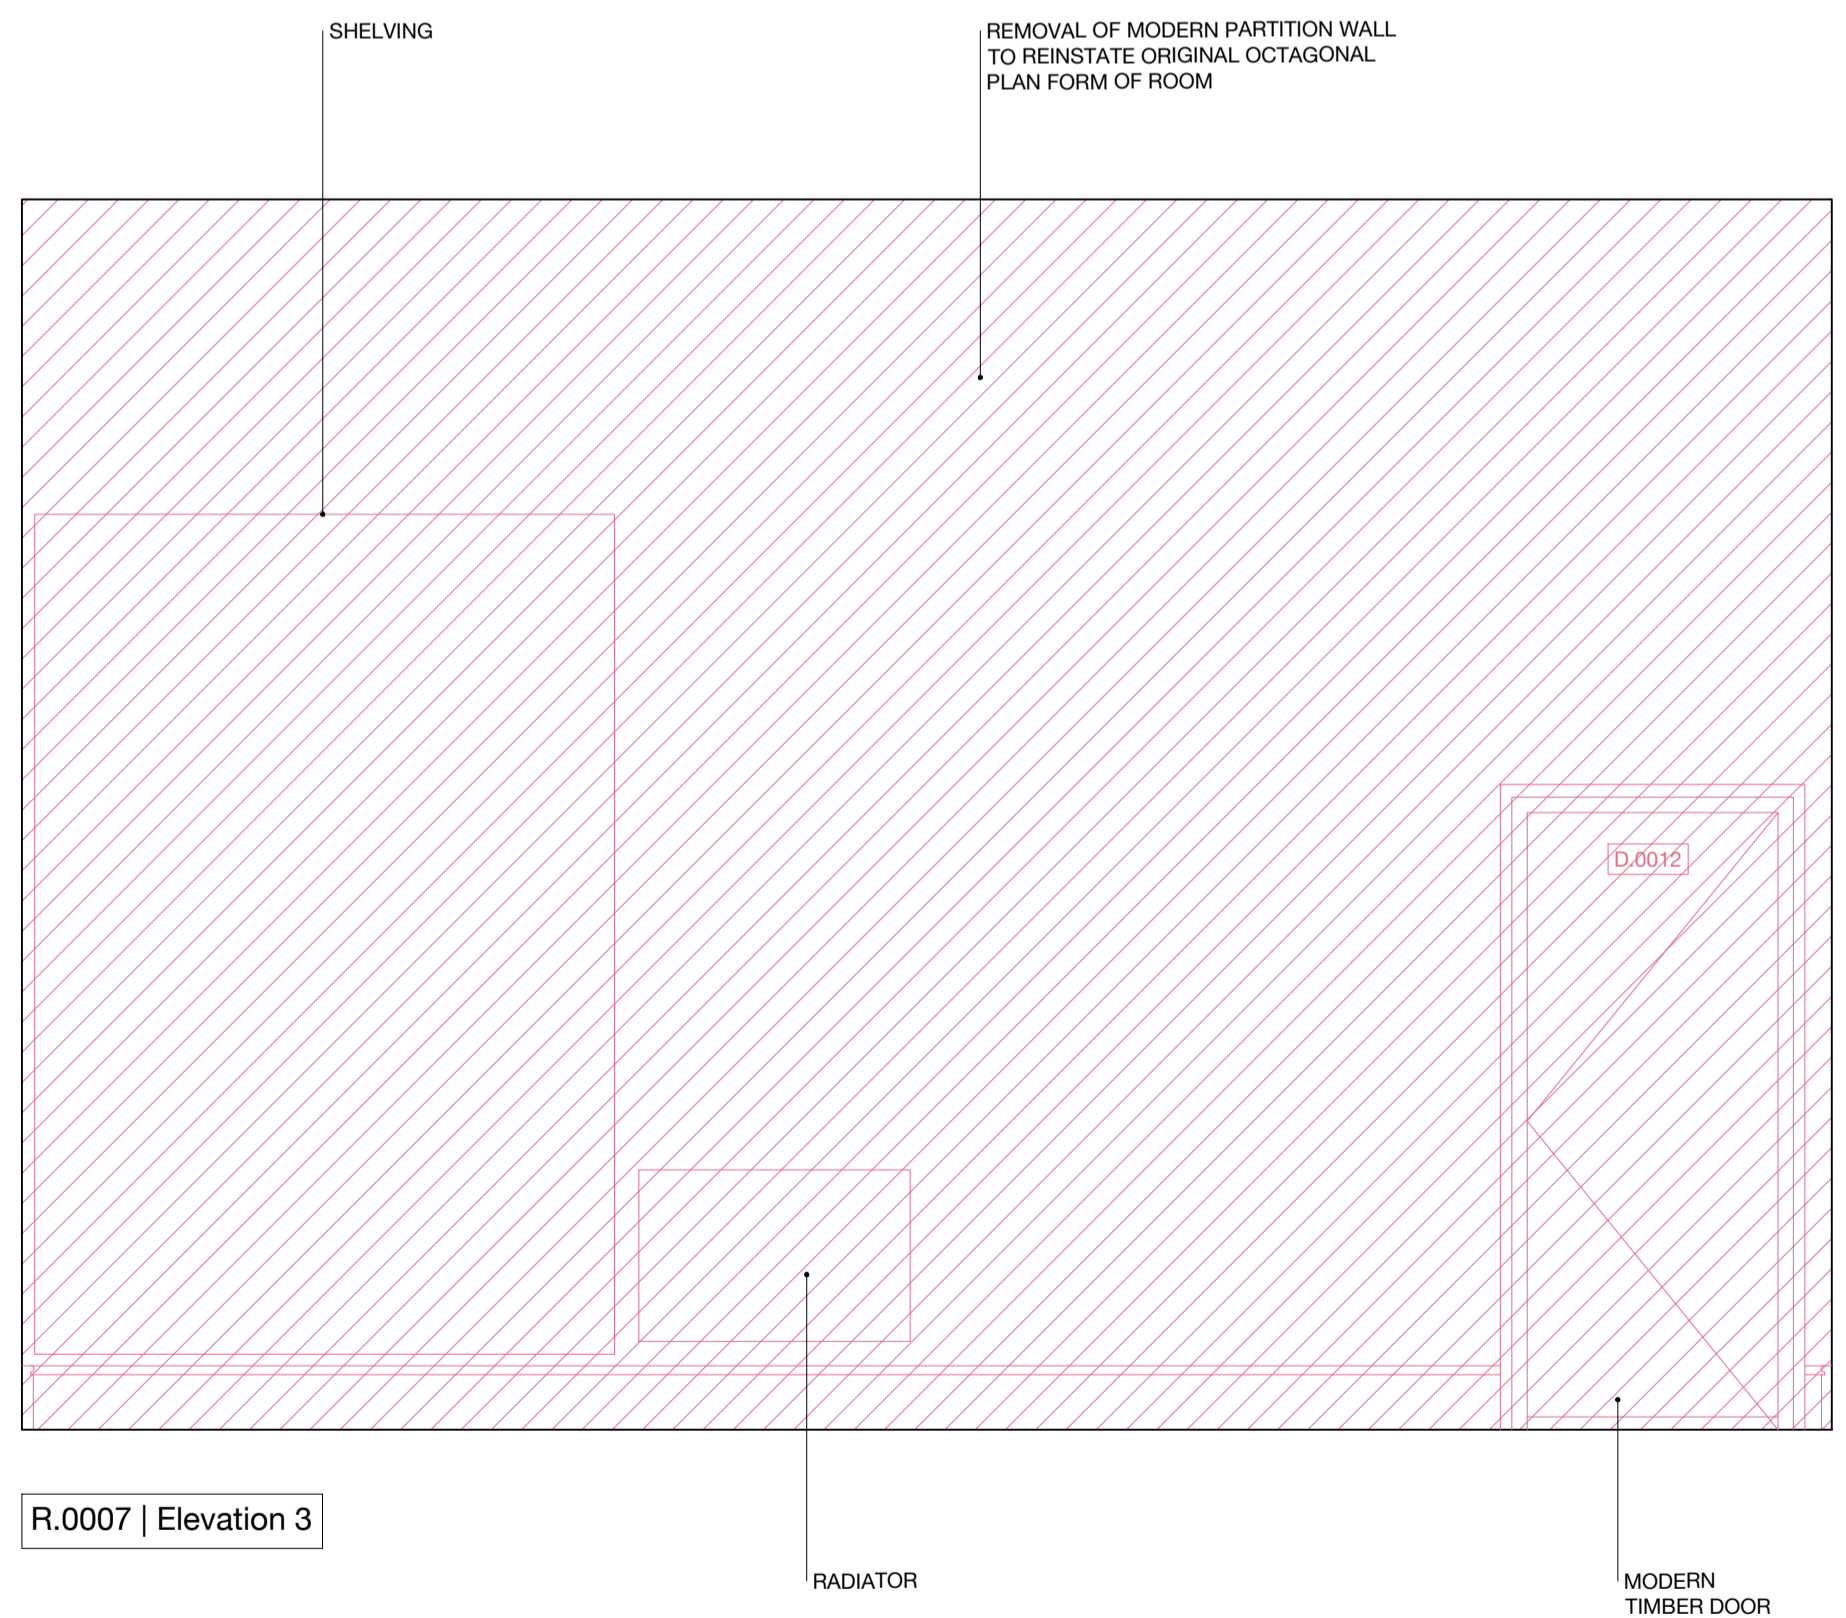 SHELVING
REMOVAL OF MODERN PARTITION WALL
TO REINSTATE ORIGINAL OCTAGONAL
PLAN FORM OF ROOM
D.0012
R.0007 | Elevation 3
RADIATOR
MODERN
TIMBER DOOR